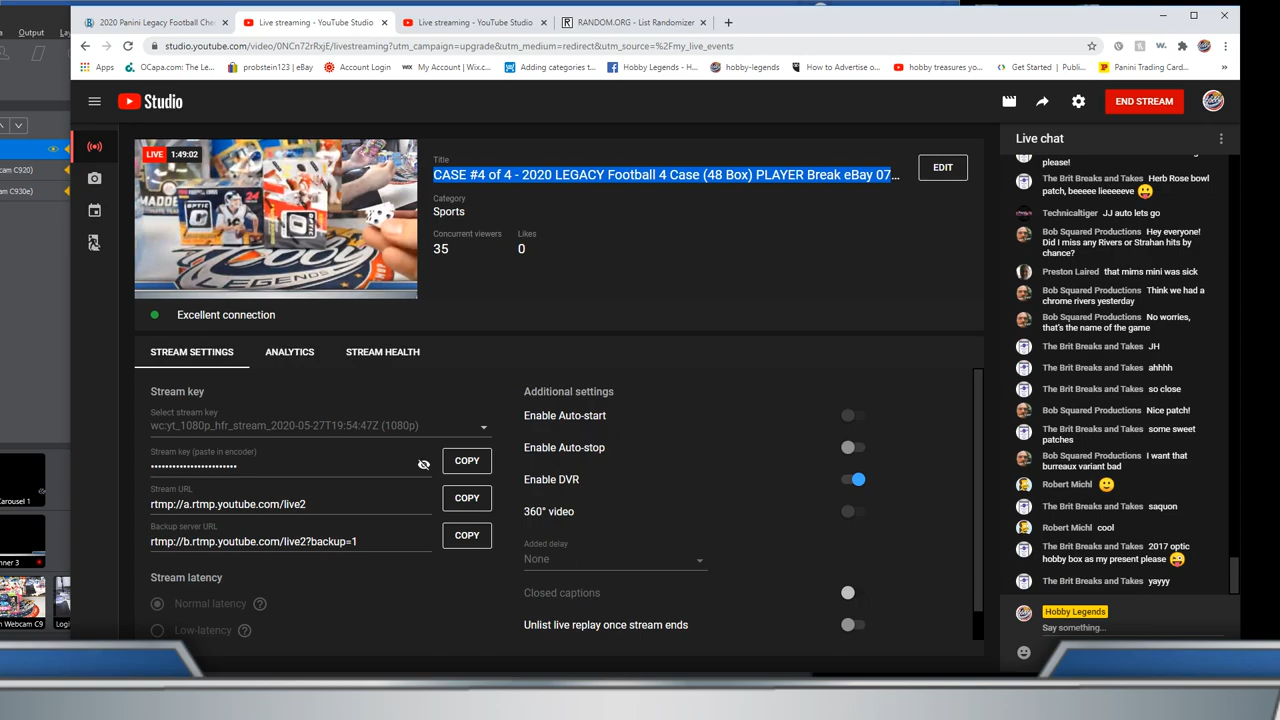 Output
cam C920)
am C930e)
Carousel 1
nner 3
n Webcam C9
Logi
2020 Panini Legacy Football Che
Live streaming - YouTube Studio
Live streaming - YouTube Studio
RANDOM.ORG - List Randomizer
studio.youtube.com/video/0NCn72rRxjE/livestreaming?utm_campaign=upgrade&utm_medium=redirect&utm_source=%2Fmy_live_events
Apps
OCapa.com: The Le...
probstein123 | eBay
Account Login
My Account | Wix.c...
Adding categories t...
Hobby Legends - H...
hobby-legends
How to Advertise o...
hobby treasures yo...
Get Started | Publi...
Panini Trading Card...
»
Studio
END STREAM
LIVE 1:49:02
MADDE
OPTIC
24
LEGENDS
Title
CASE #4 of 4 - 2020 LEGACY Football 4 Case (48 Box) PLAYER Break eBay 07...
EDIT
Category
Sports
Concurrent viewers
35
Likes
0
Excellent connection
STREAM SETTINGS
ANALYTICS
STREAM HEALTH
Stream key
Select stream key
wc:yt_1080p_hfr_stream_2020-05-27T19:54:47Z (1080p)
Stream key (paste in encoder)
••••••••••••••••••••••••
COPY
Stream URL
rtmp://a.rtmp.youtube.com/live2
COPY
Backup server URL
rtmp://b.rtmp.youtube.com/live2?backup=1
COPY
Stream latency
Normal latency
Low-latency
Additional settings
Enable Auto-start
Enable Auto-stop
Enable DVR
360° video
Added delay
None
Closed captions
Unlist live replay once stream ends
Live chat
please!
The Brit Breaks and Takes Herb Rose bowl
patch, beeeee lieeeeeve
Technicaltiger JJ auto lets go
Bob Squared Productions Hey everyone!
Did I miss any Rivers or Strahan hits by
chance?
Preston Laired that mims mini was sick
Bob Squared Productions Think we had a
chrome rivers yesterday
Bob Squared Productions No worries,
that's the name of the game
The Brit Breaks and Takes JH
The Brit Breaks and Takes ahhhh
The Brit Breaks and Takes so close
Bob Squared Productions Nice patch!
The Brit Breaks and Takes some sweet
patches
Bob Squared Productions I want that
burreaux variant bad
Robert Michl
The Brit Breaks and Takes saquon
Robert Michl cool
The Brit Breaks and Takes 2017 optic
hobby box as my present please
The Brit Breaks and Takes yayyy
Hobby Legends
Say something...